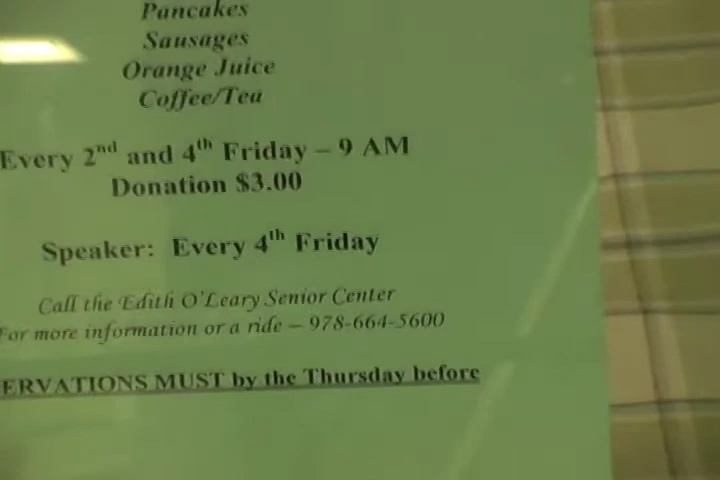 Pancakes
Sausages
Orange Juice
Coffee/Tea
Every 2nd and 4th Friday – 9 AM
Donation $3.00
Speaker: Every 4th Friday
Call the Edith O'Leary Senior Center
For more information or a ride – 978-664-5600
ERVATIONS MUST by the Thursday before